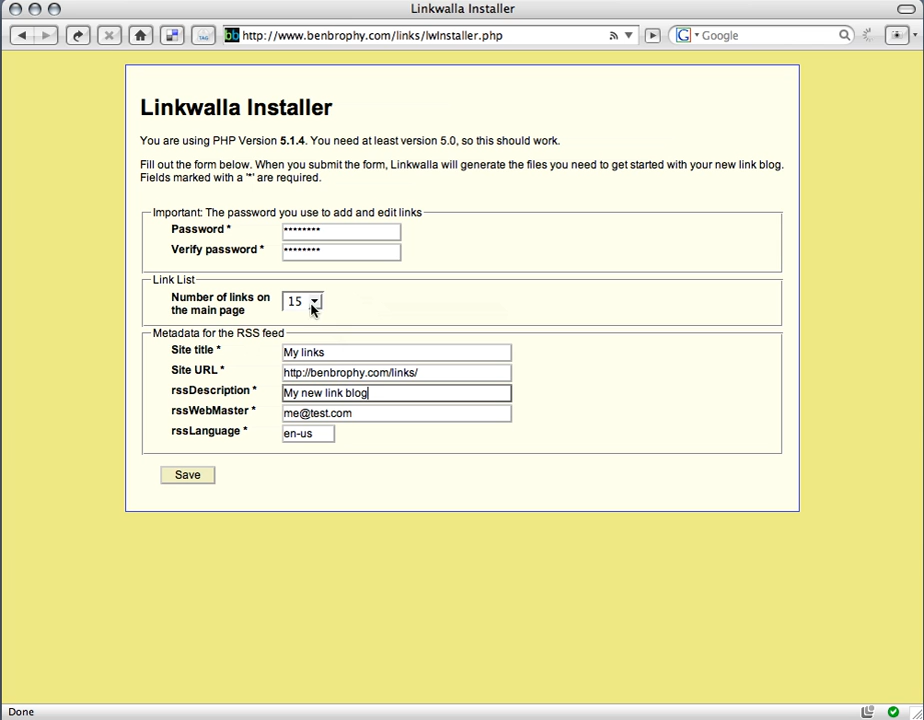 Linkwalla Installer
http://www.benbrophy.com/links/lwInstaller.php
Google
Linkwalla Installer
You are using PHP Version 5.1.4. You need at least version 5.0, so this should work.
Fill out the form below. When you submit the form, Linkwalla will generate the files you need to get started with your new link blog.
Fields marked with a '*' are required.
Important: The password you use to add and edit links
Password * ********
Verify password * ********
Link List
Number of links on
the main page
15
Metadata for the RSS feed
Site title * My links
Site URL * http://benbrophy.com/links/
rssDescription * My new link blog
rssWebMaster * me@test.com
rssLanguage * en-us
Save
Done